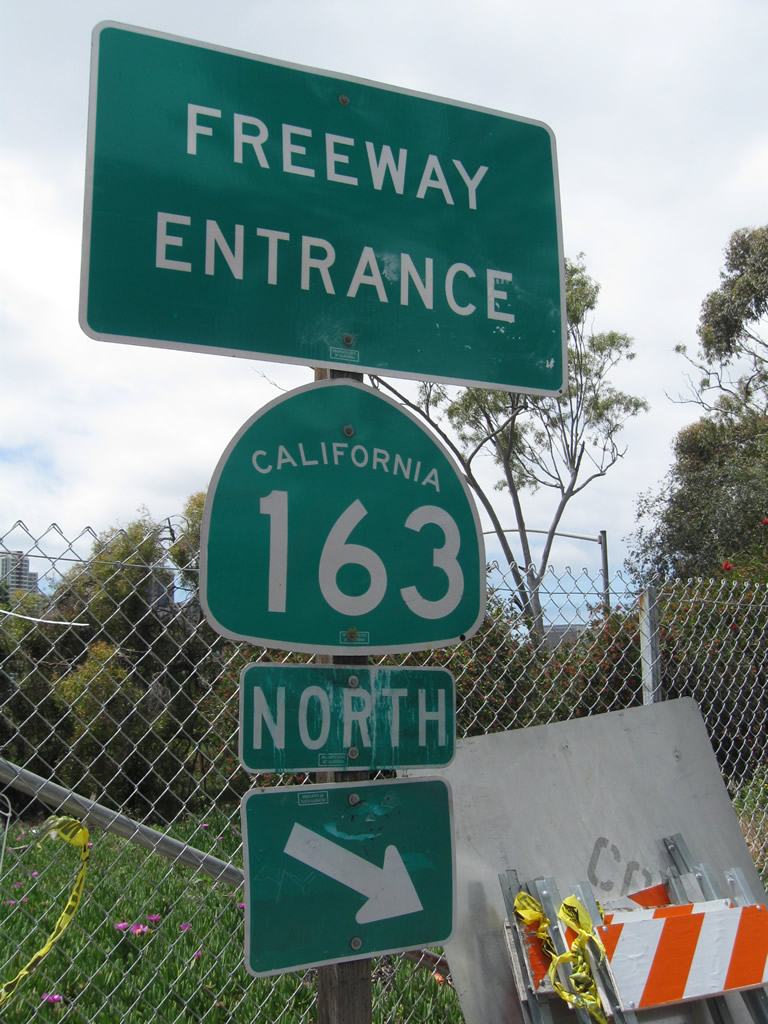 FREEWAY
ENTRANCE
CALIFORNIA
163
NORTH